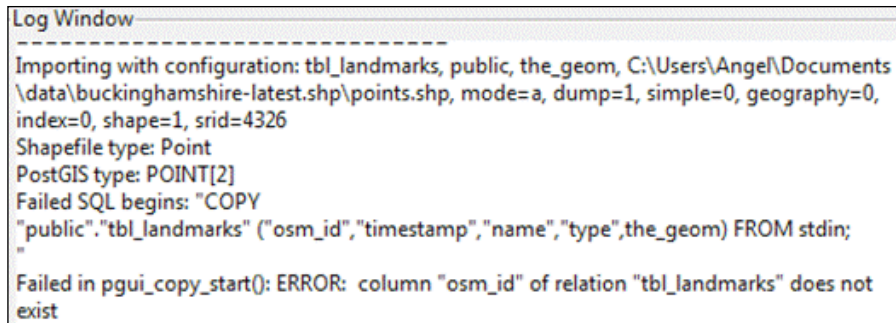 Log Window
------------------------------
Importing with configuration: tbl_landmarks, public, the_geom, C:\Users\Angel\Documents
\data\buckinghamshire-latest.shp\points.shp, mode=a, dump=1, simple=0, geography=0,
index=0, shape=1, srid=4326
Shapefile type: Point
PostGIS type: POINT[2]
Failed SQL begins: "COPY
"public"."tbl_landmarks" ("osm_id","timestamp","name","type",the_geom) FROM stdin;
"
Failed in pgui_copy_start(): ERROR:  column "osm_id" of relation "tbl_landmarks" does not
exist